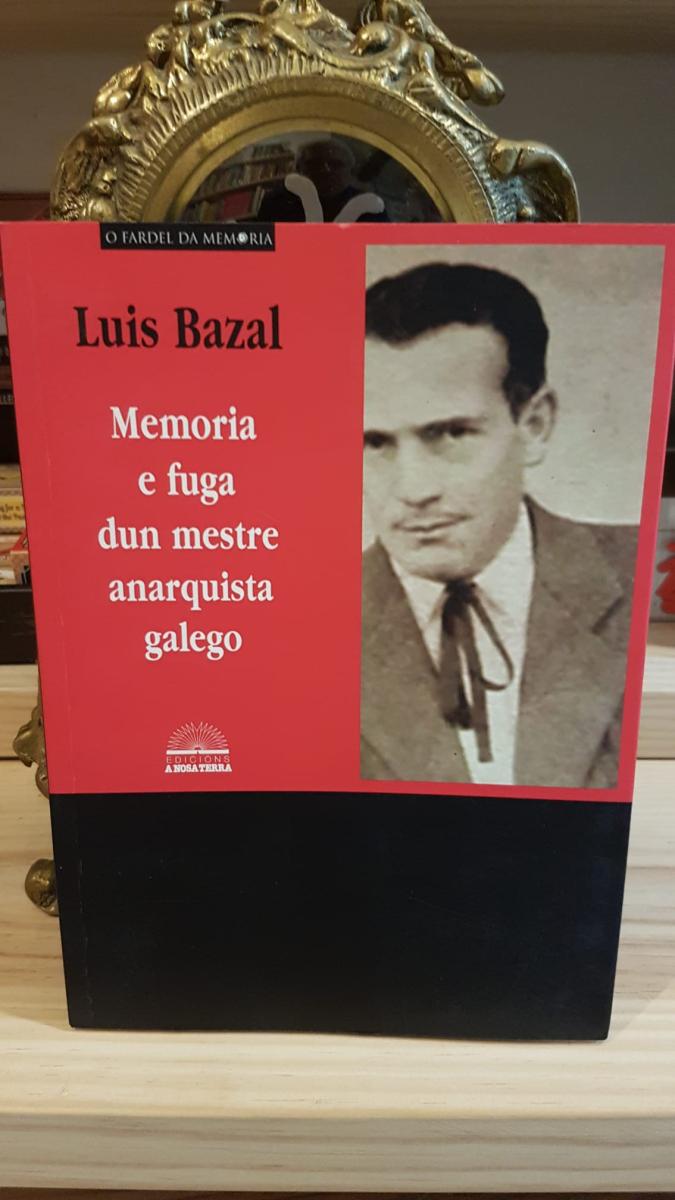 O FARDEL DA MEMORIA
Luis Bazal
Memoria
e fuga
dun mestre
anarquista
galego
EDICIÓNS
A NOSA TERRA